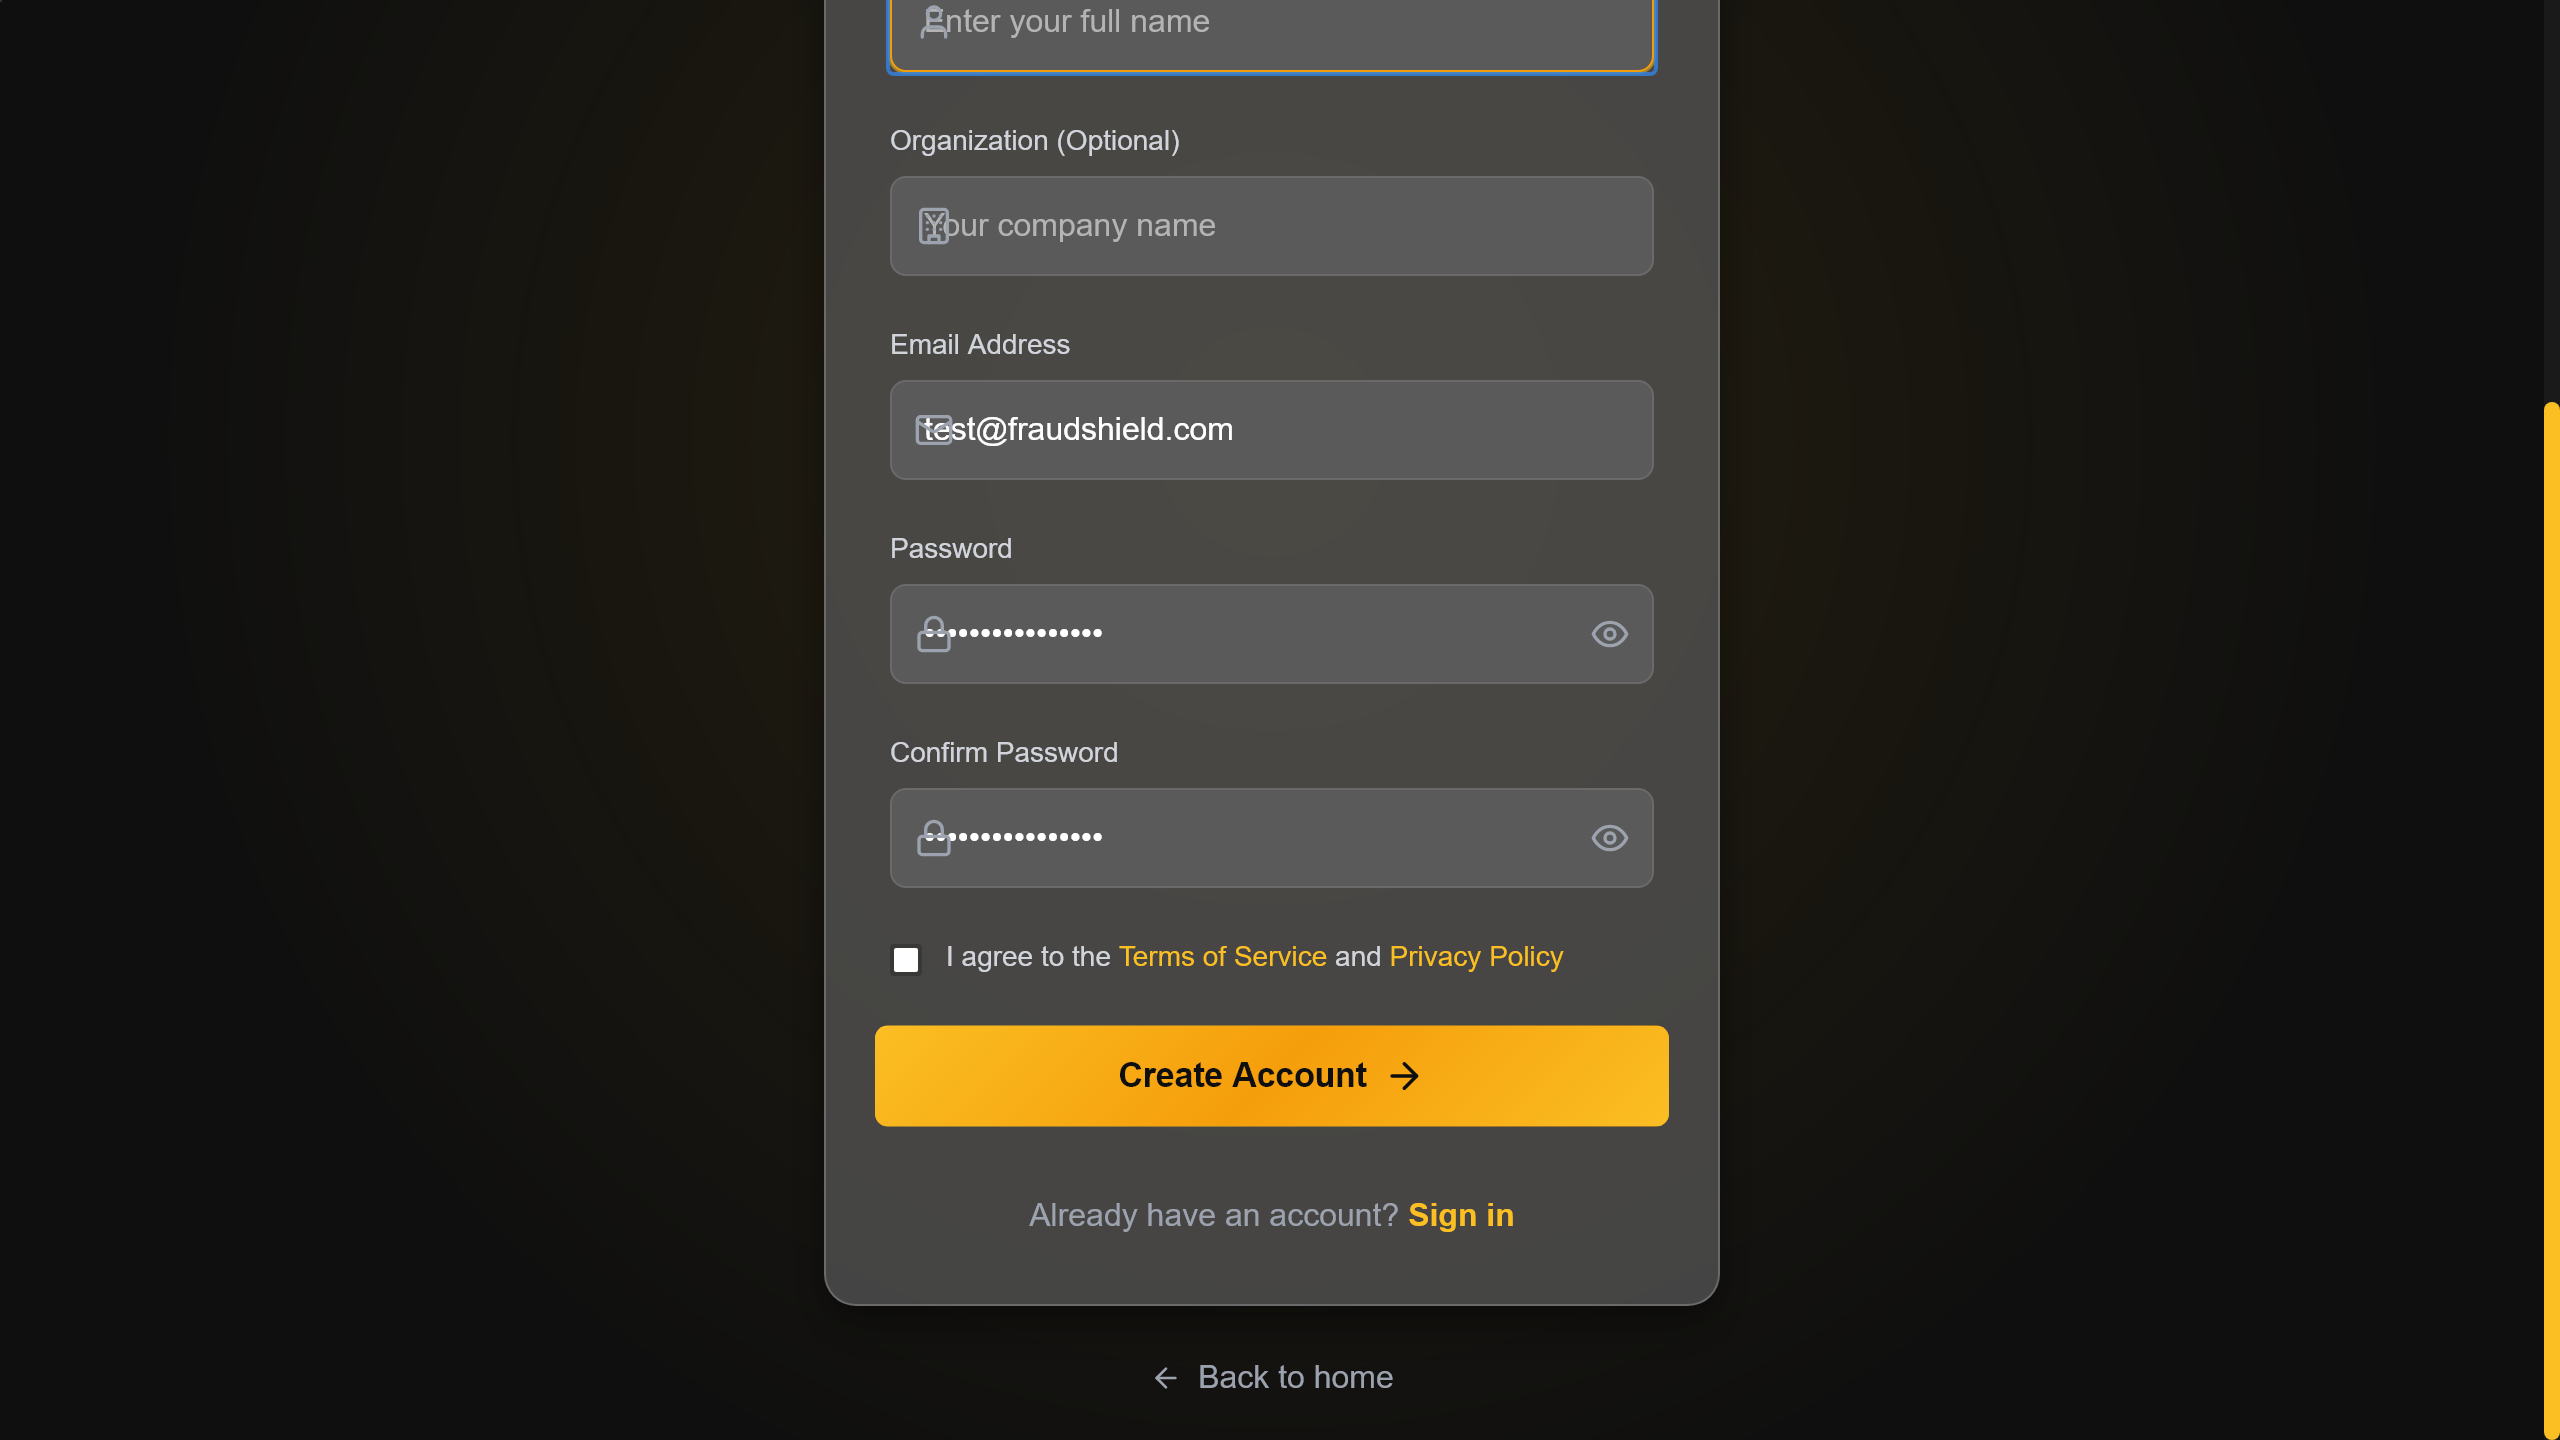 Enter your full name
Organization (Optional)
Your company name
Email Address
test@fraudshield.com
Password
••••••••••••••••
Confirm Password
••••••••••••••••
I agree to the Terms of Service and Privacy Policy
Create Account →
Already have an account? Sign in
← Back to home